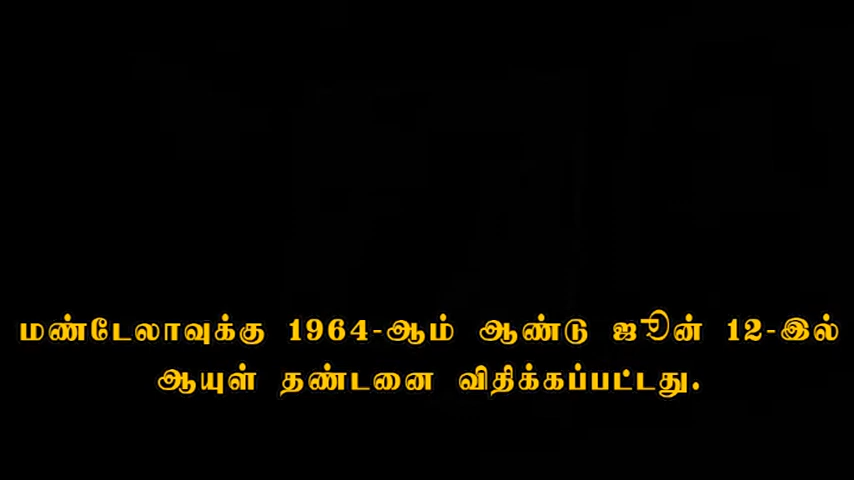 மண்டேலாவுக்கு 1964-ஆம் ஆண்டு ஜூன் 12-இல்
ஆயுள் தண்டனை விதிக்கப்பட்டது.